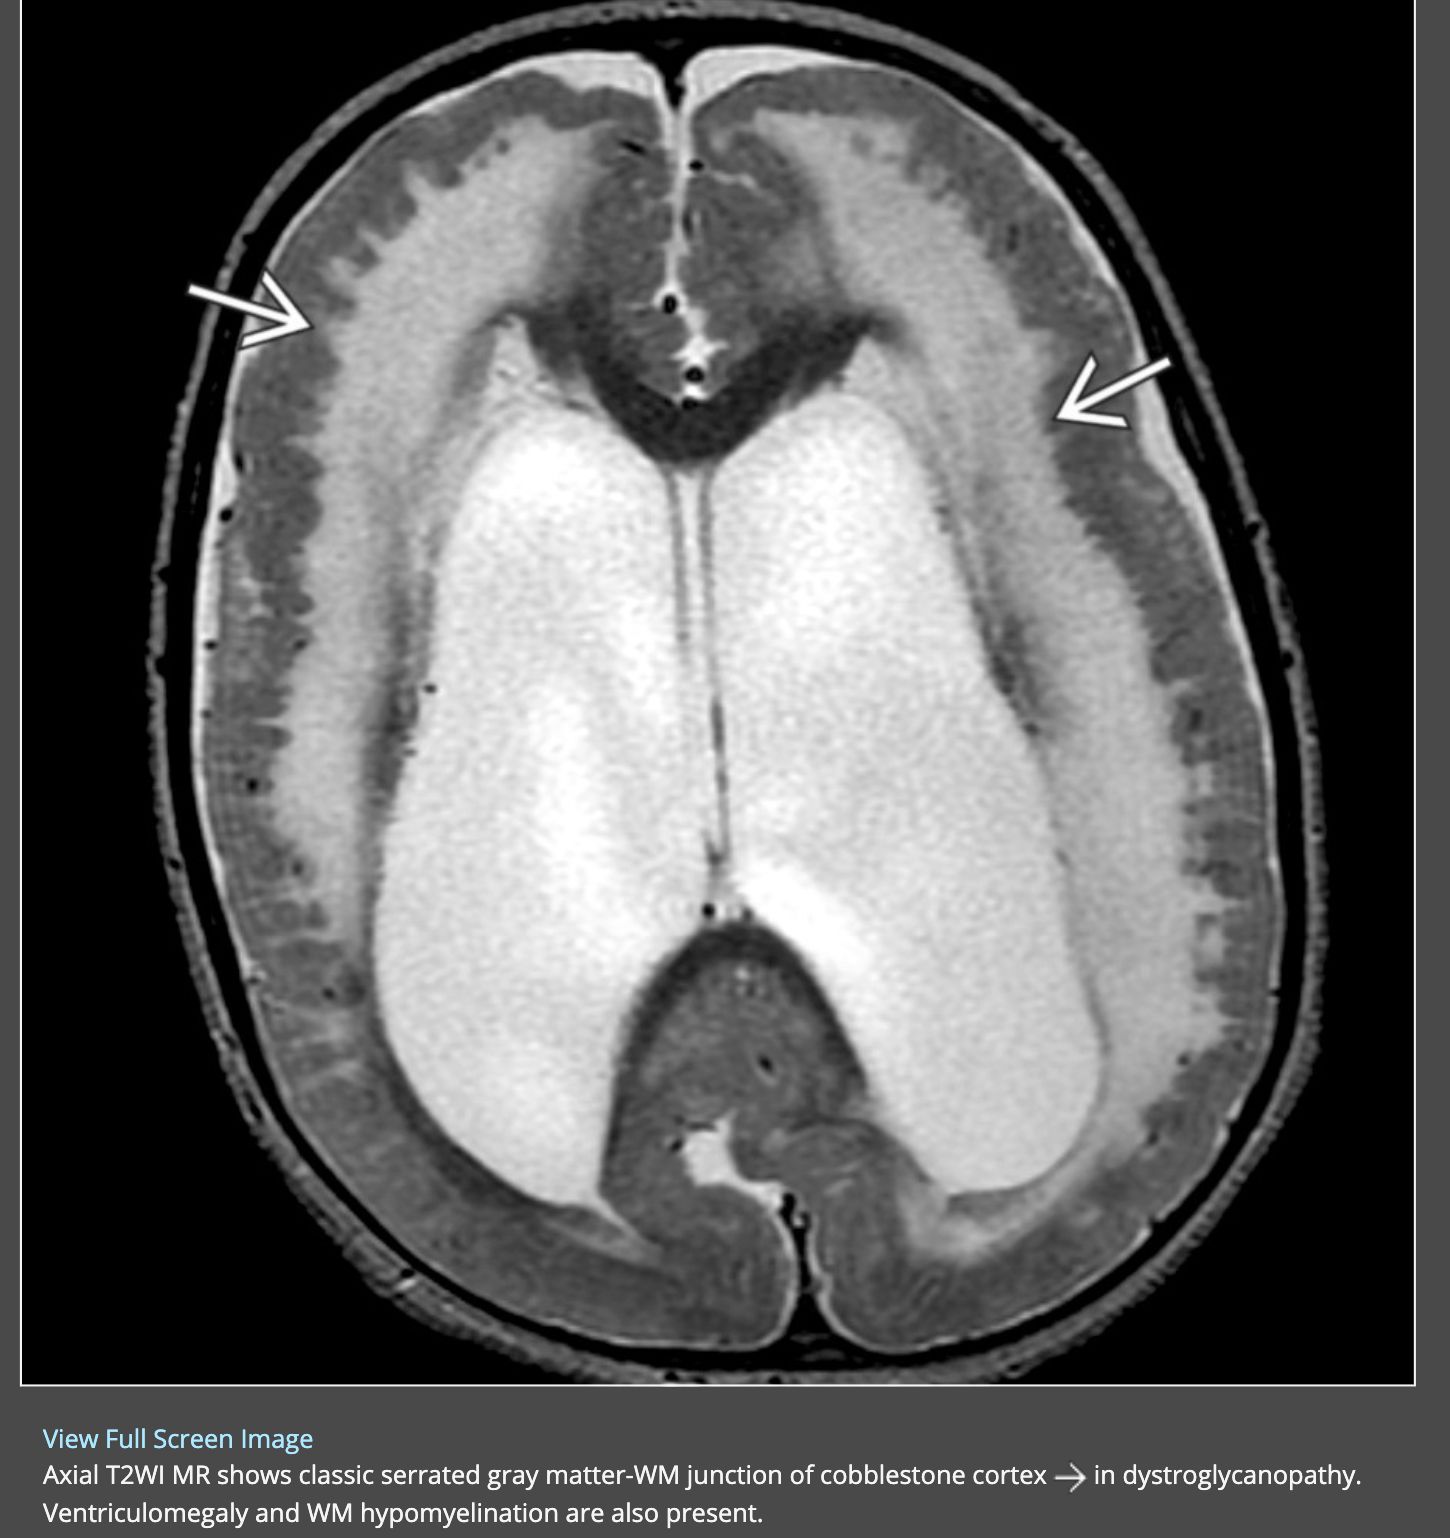 View Full Screen Image
Axial T2WI MR shows classic serrated gray matter-WM junction of cobblestone cortex → in dystroglycanopathy.
Ventriculomegaly and WM hypomyelination are also present.